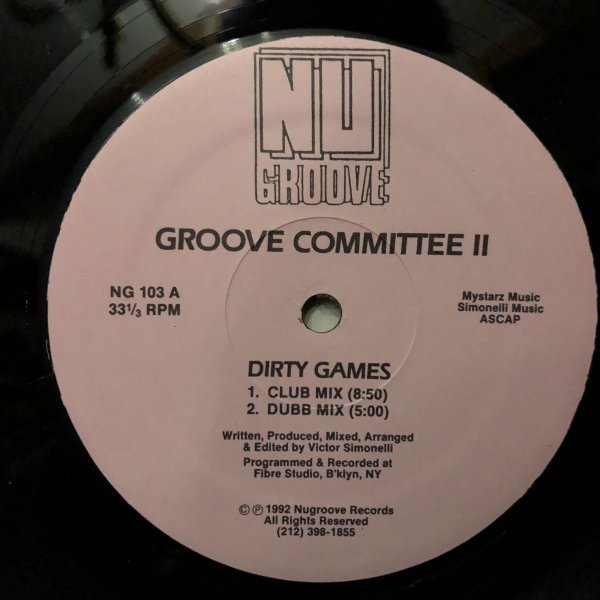 NU
GROOVE
GROOVE COMMITTEE II
NG 103 A
33⅓ RPM
Mystarz Music
Simonelli Music
ASCAP
DIRTY GAMES
1. CLUB MIX (8:50)
2. DUBB MIX (5:00)
Written, Produced, Mixed, Arranged
& Edited by Victor Simonelli
Programmed & Recorded at
Fibre Studio, B'klyn, NY
© ℗ 1992 Nugroove Records
All Rights Reserved
(212) 398-1855